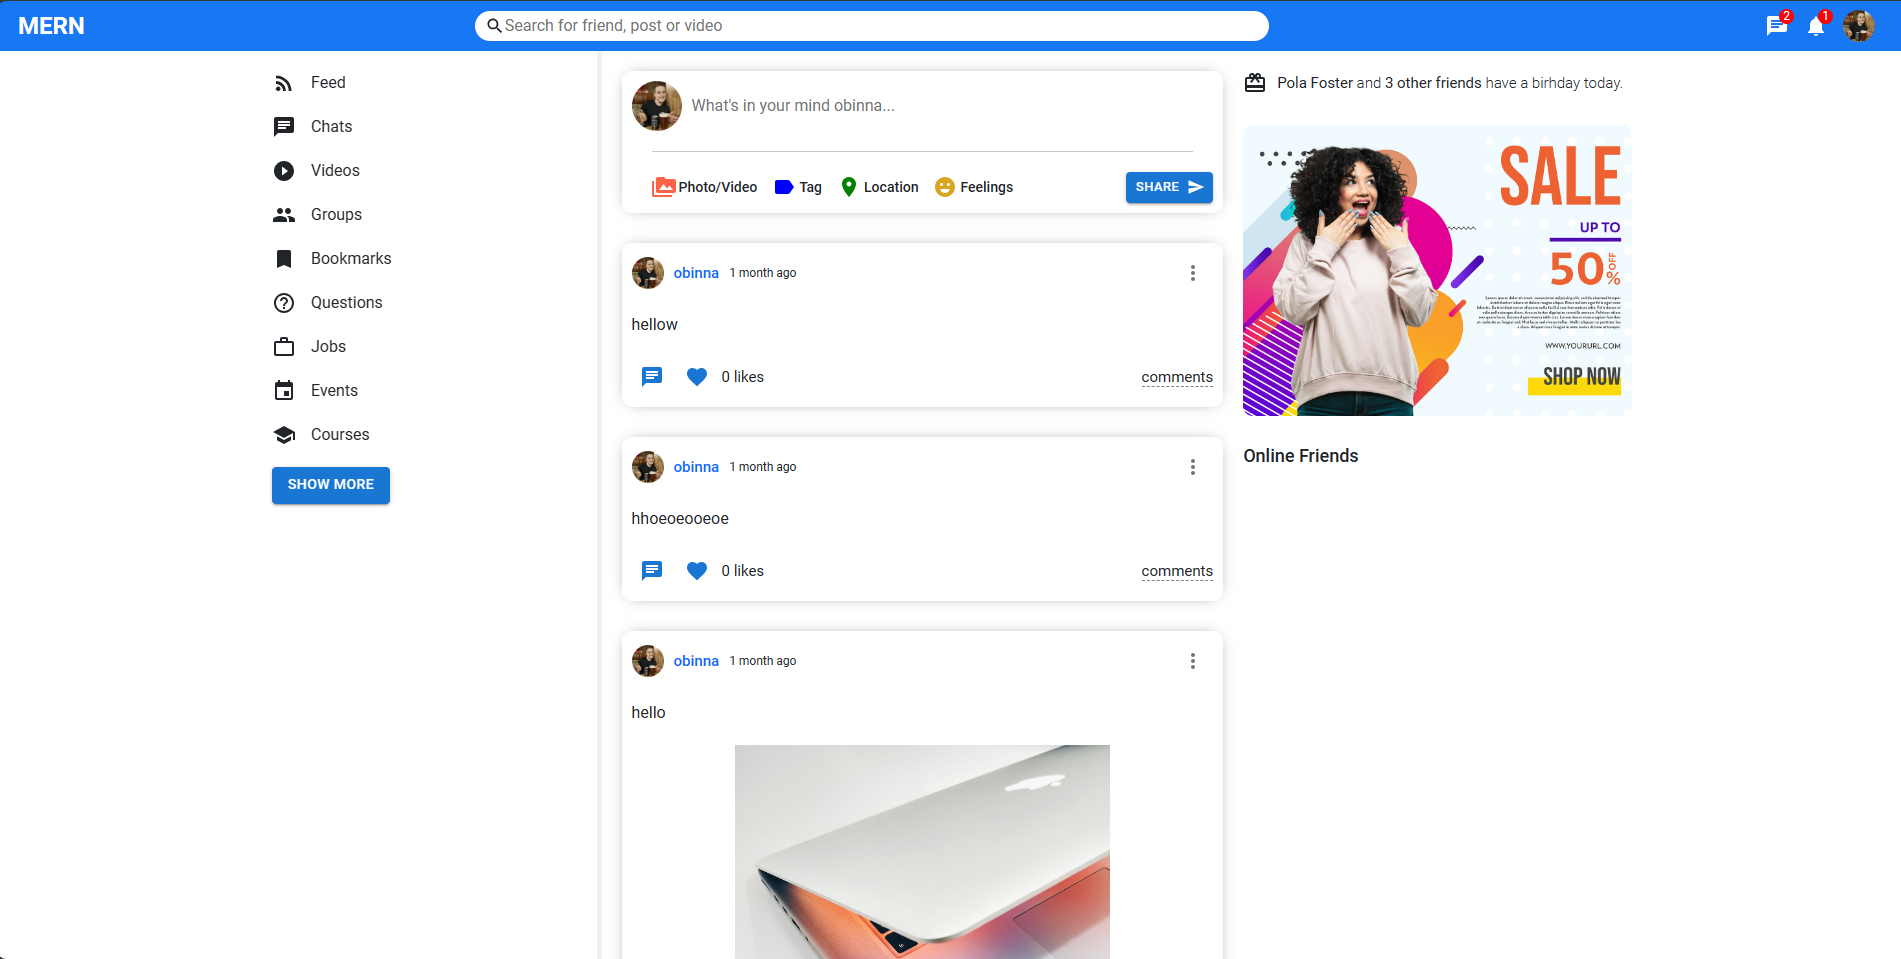 MERN
Search for friend, post or video
2
1
Feed
Chats
Videos
Groups
Bookmarks
Questions
Jobs
Events
Courses
SHOW MORE
What's in your mind obinna...
Photo/Video
Tag
Location
Feelings
SHARE
obinna 1 month ago
hellow
0 likes
comments
obinna 1 month ago
hhoeoeooeoe
0 likes
comments
obinna 1 month ago
hello
Pola Foster and 3 other friends have a birhday today.
SALE
UP TO
50% OFF
WWW.YOURURL.COM
SHOP NOW
Online Friends